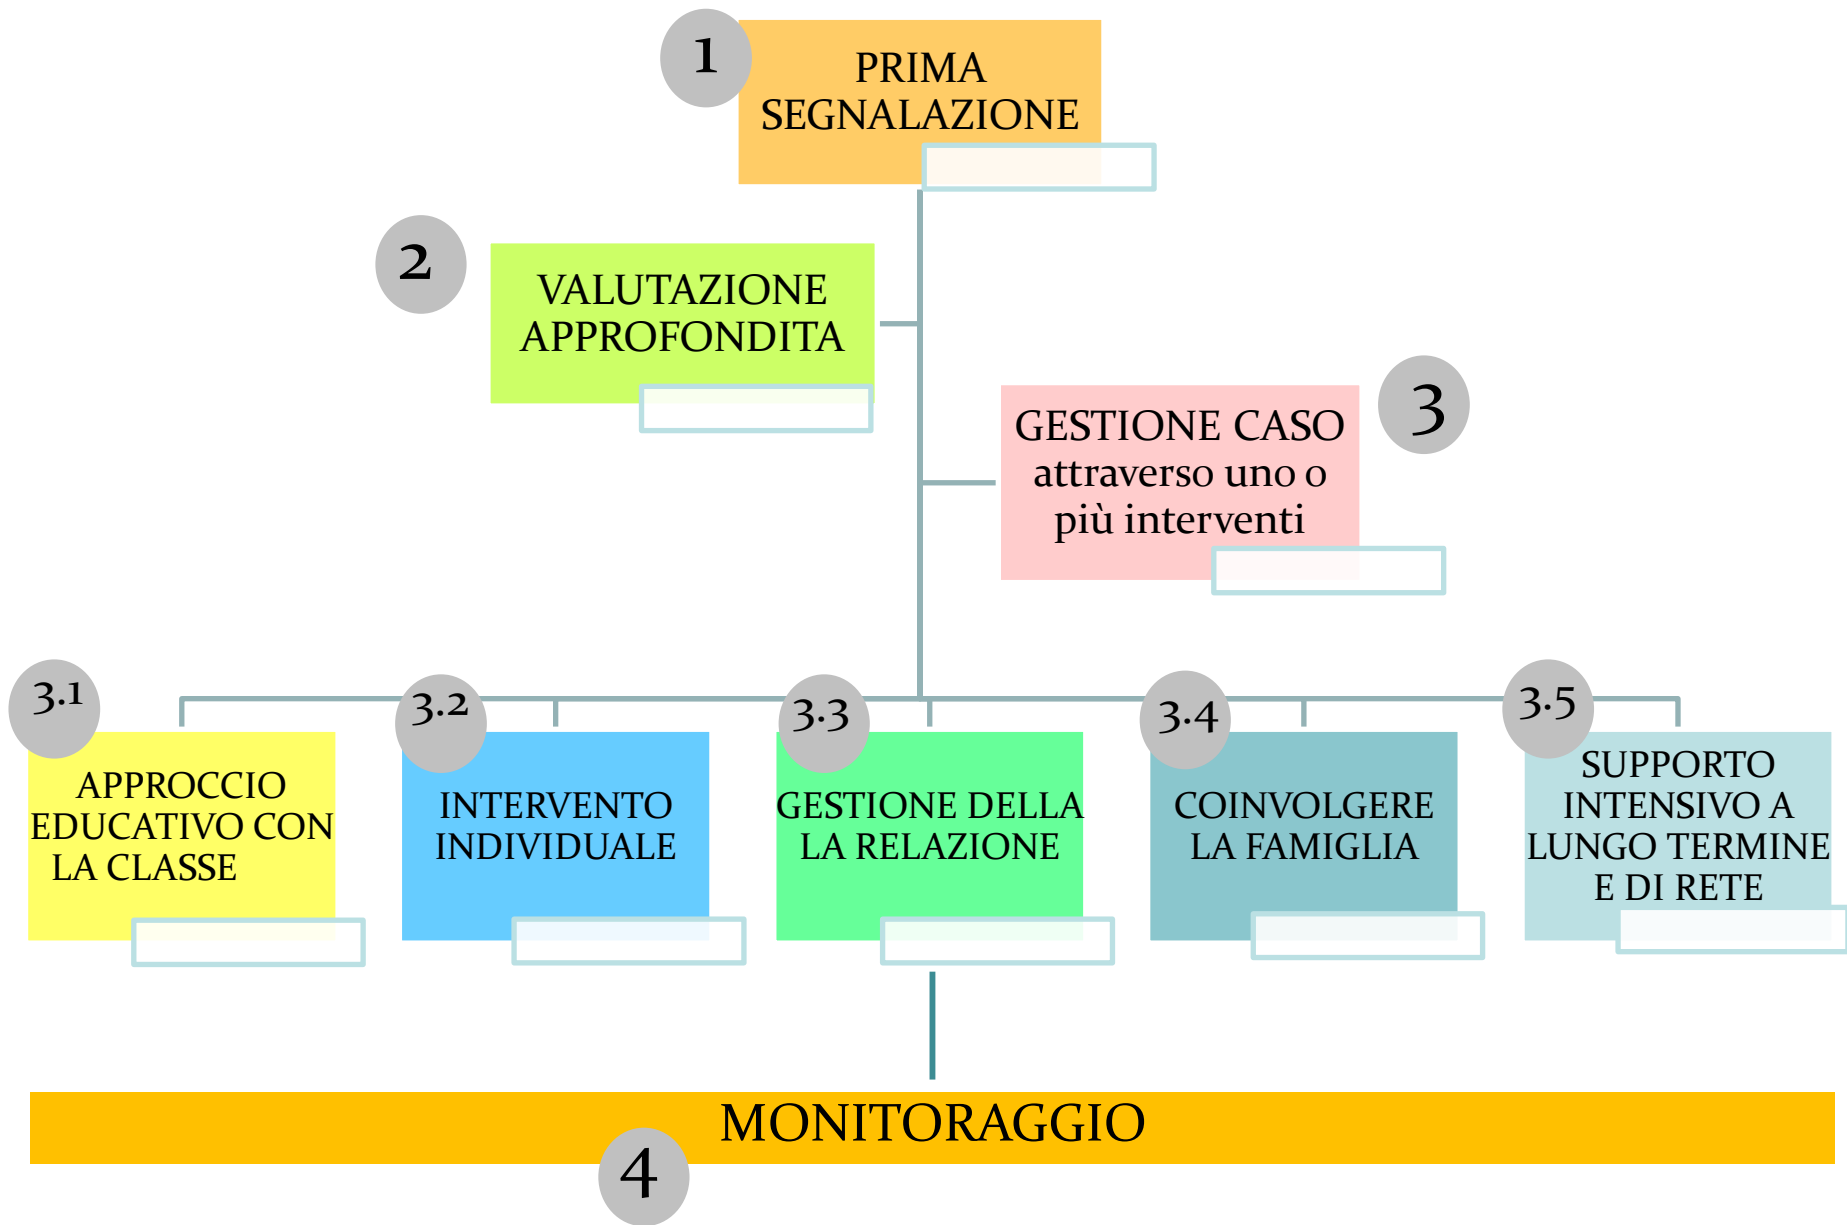 1
PRIMA
SEGNALAZIONE
2
VALUTAZIONE
APPROFONDITA
3
GESTIONE CASO
attraverso uno o
più interventi
3.1
APPROCCIO
EDUCATIVO CON
LA CLASSE
3.2
INTERVENTO
INDIVIDUALE
3.3
GESTIONE DELLA
LA RELAZIONE
3.4
COINVOLGERE
LA FAMIGLIA
3.5
SUPPORTO
INTENSIVO A
LUNGO TERMINE
E DI RETE
MONITORAGGIO
4